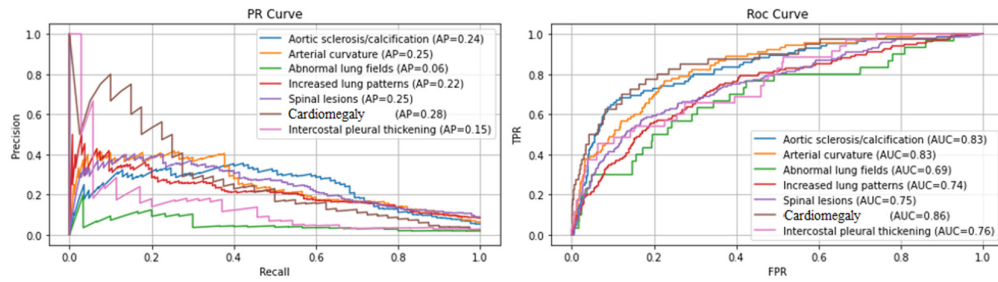 PR Curve
1.0
0.8
0.6
0.4
0.2
0.0
Precision
0.0
0.2
0.4
0.6
0.8
1.0
Recall
Aortic sclerosis/calcification (AP=0.24)
Arterial curvature (AP=0.25)
Abnormal lung fields (AP=0.06)
Increased lung patterns (AP=0.22)
Spinal lesions (AP=0.25)
Cardiomegaly (AP=0.28)
Intercostal pleural thickening (AP=0.15)
Roc Curve
1.0
0.8
0.6
0.4
0.2
0.0
TPR
0.0
0.2
0.4
0.6
0.8
1.0
FPR
Aortic sclerosis/calcification (AUC=0.83)
Arterial curvature (AUC=0.83)
Abnormal lung fields (AUC=0.69)
Increased lung patterns (AUC=0.74)
Spinal lesions (AUC=0.75)
Cardiomegaly (AUC=0.86)
Intercostal pleural thickening (AUC=0.76)